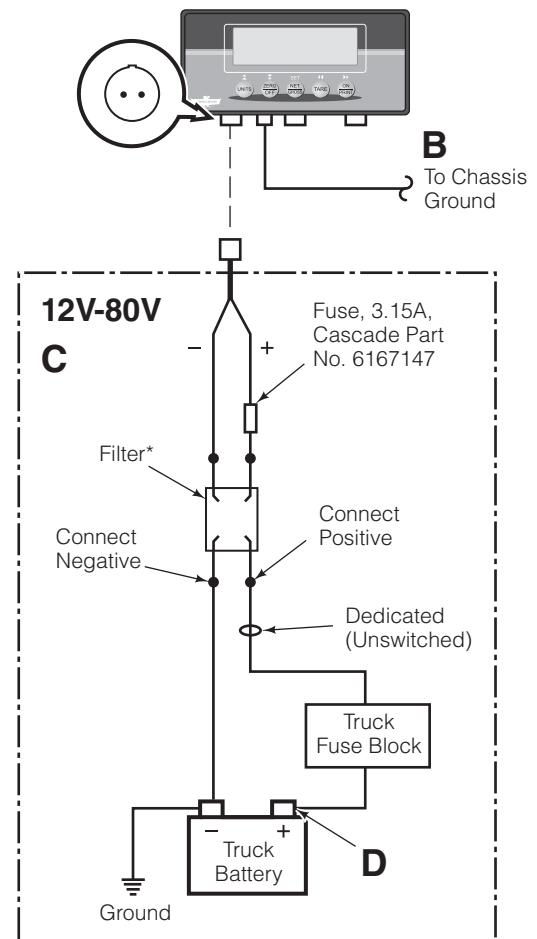 UNITS
ZERO
OFF
SET
NET
GROSS
TARE
ON
PRINT
B
To Chassis
Ground
12V-80V
C
Fuse, 3.15A,
Cascade Part
No. 6167147
–
+
Filter*
Connect
Negative
Connect
Positive
Dedicated
(Unswitched)
Truck
Fuse Block
–
+
Truck
Battery
D
Ground